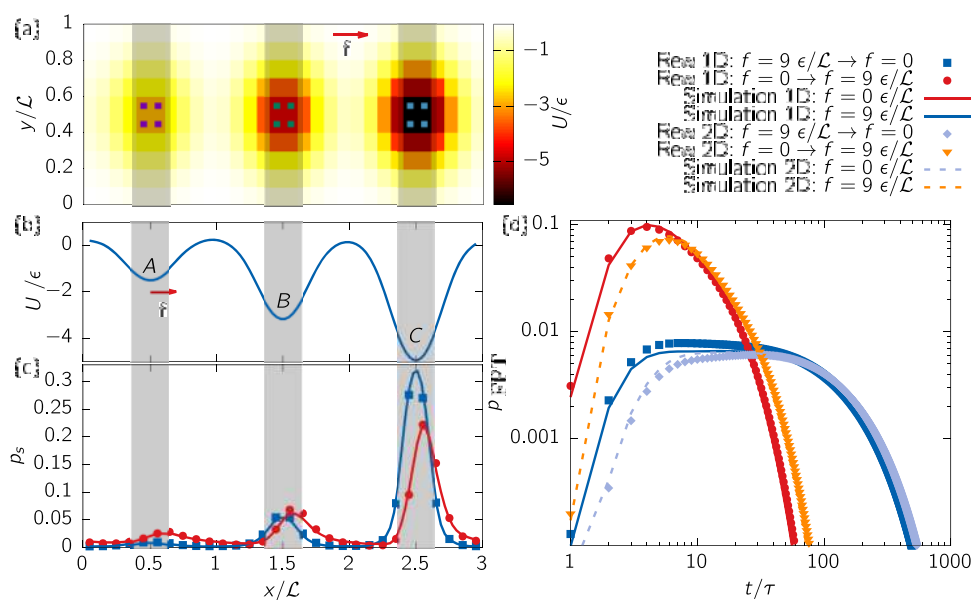 [a]
1
0.8
0.6
0.4
0.2
0
y/ℒ
f
−1
−3
−5
U/ϵ
Rew 1D: f = 9 ϵ/ℒ → f = 0
Rew 1D: f = 0 → f = 9 ϵ/ℒ
Simulation 1D: f = 0 ϵ/ℒ
Simulation 1D: f = 9 ϵ/ℒ
Rew 2D: f = 9 ϵ/ℒ → f = 0
Rew 2D: f = 0 → f = 9 ϵ/ℒ
Simulation 2D: f = 0 ϵ/ℒ
Simulation 2D: f = 9 ϵ/ℒ
[b]
0
−2
−4
U /ϵ
A
B
C
f
[c]
0.3
0.25
0.2
0.15
0.1
0.05
0
p_s
0 0.5 1 1.5 2 2.5 3
x/ℒ
[d]
0.1
0.01
0.001
1 10 100 1000
t/τ